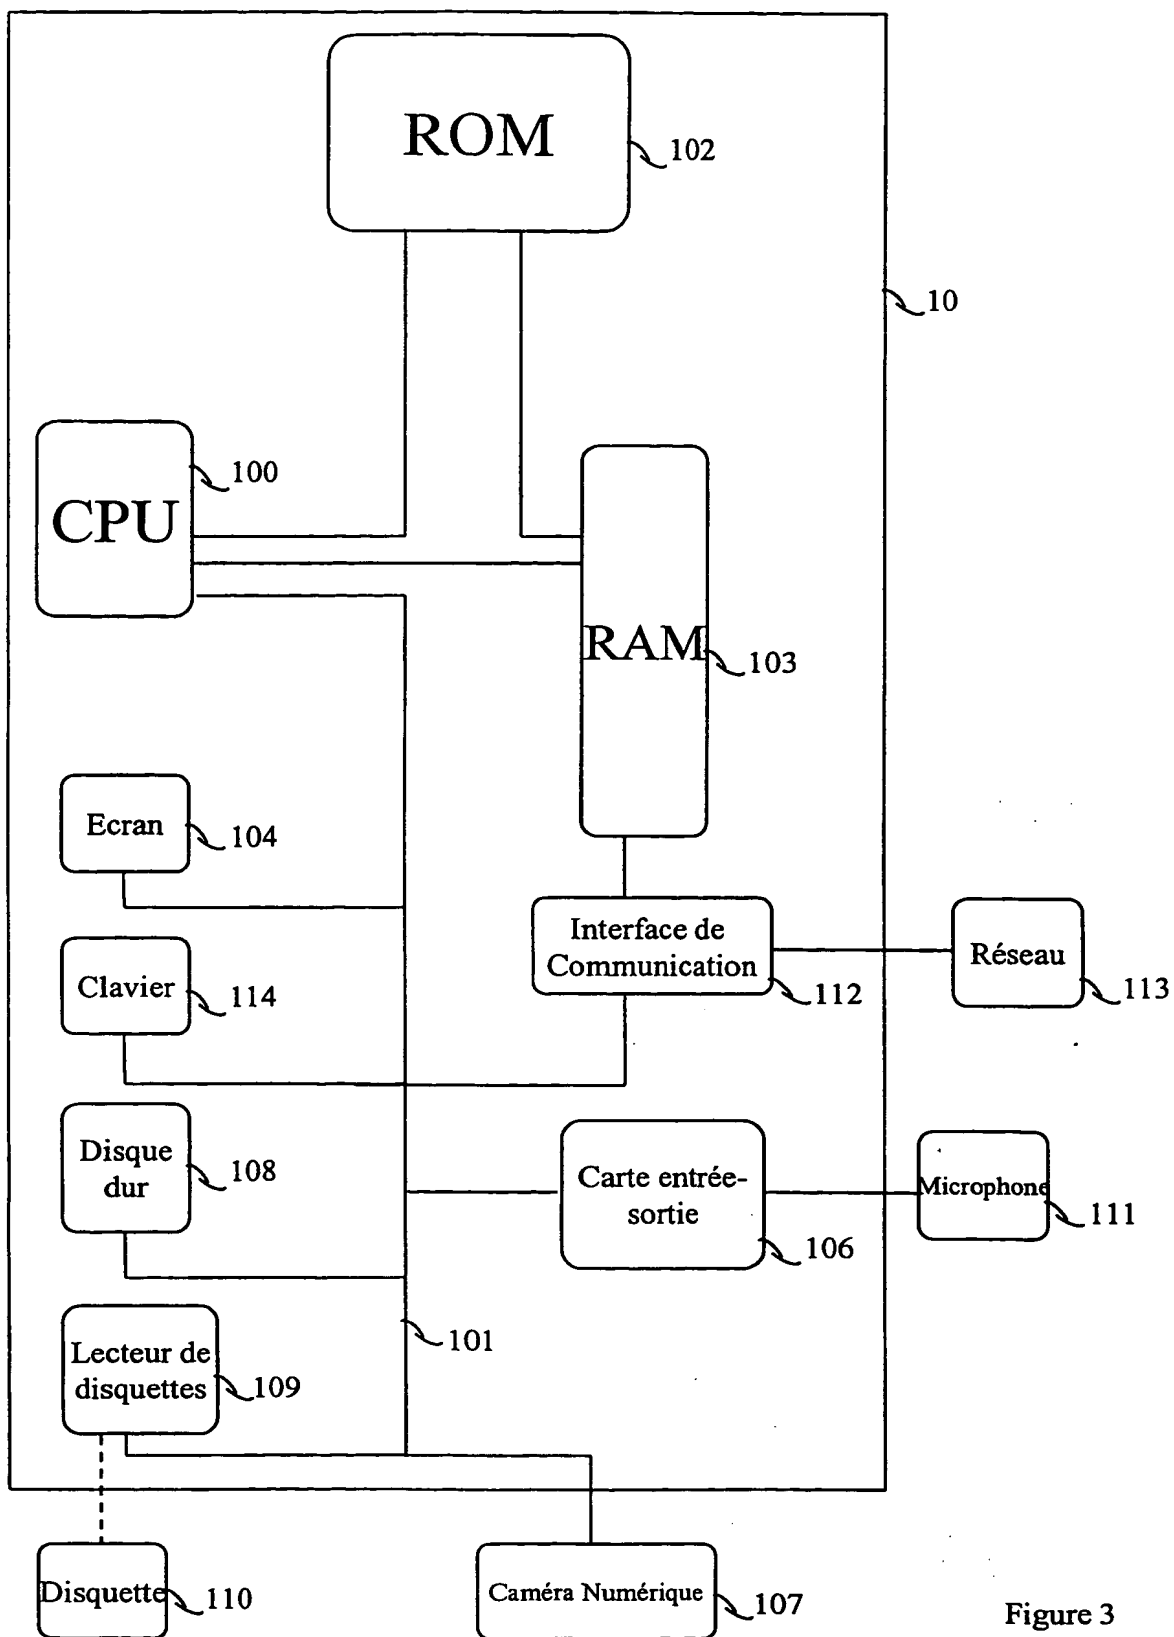 ROM
102
10
100
CPU
RAM
103
Ecran
104
Interface de
Communication
112
Réseau
113
Clavier
114
Disque
dur
108
Carte entrée-
sortie
106
Microphone
111
101
Lecteur de
disquettes
109
Disquette
110
Caméra Numérique
107
Figure 3